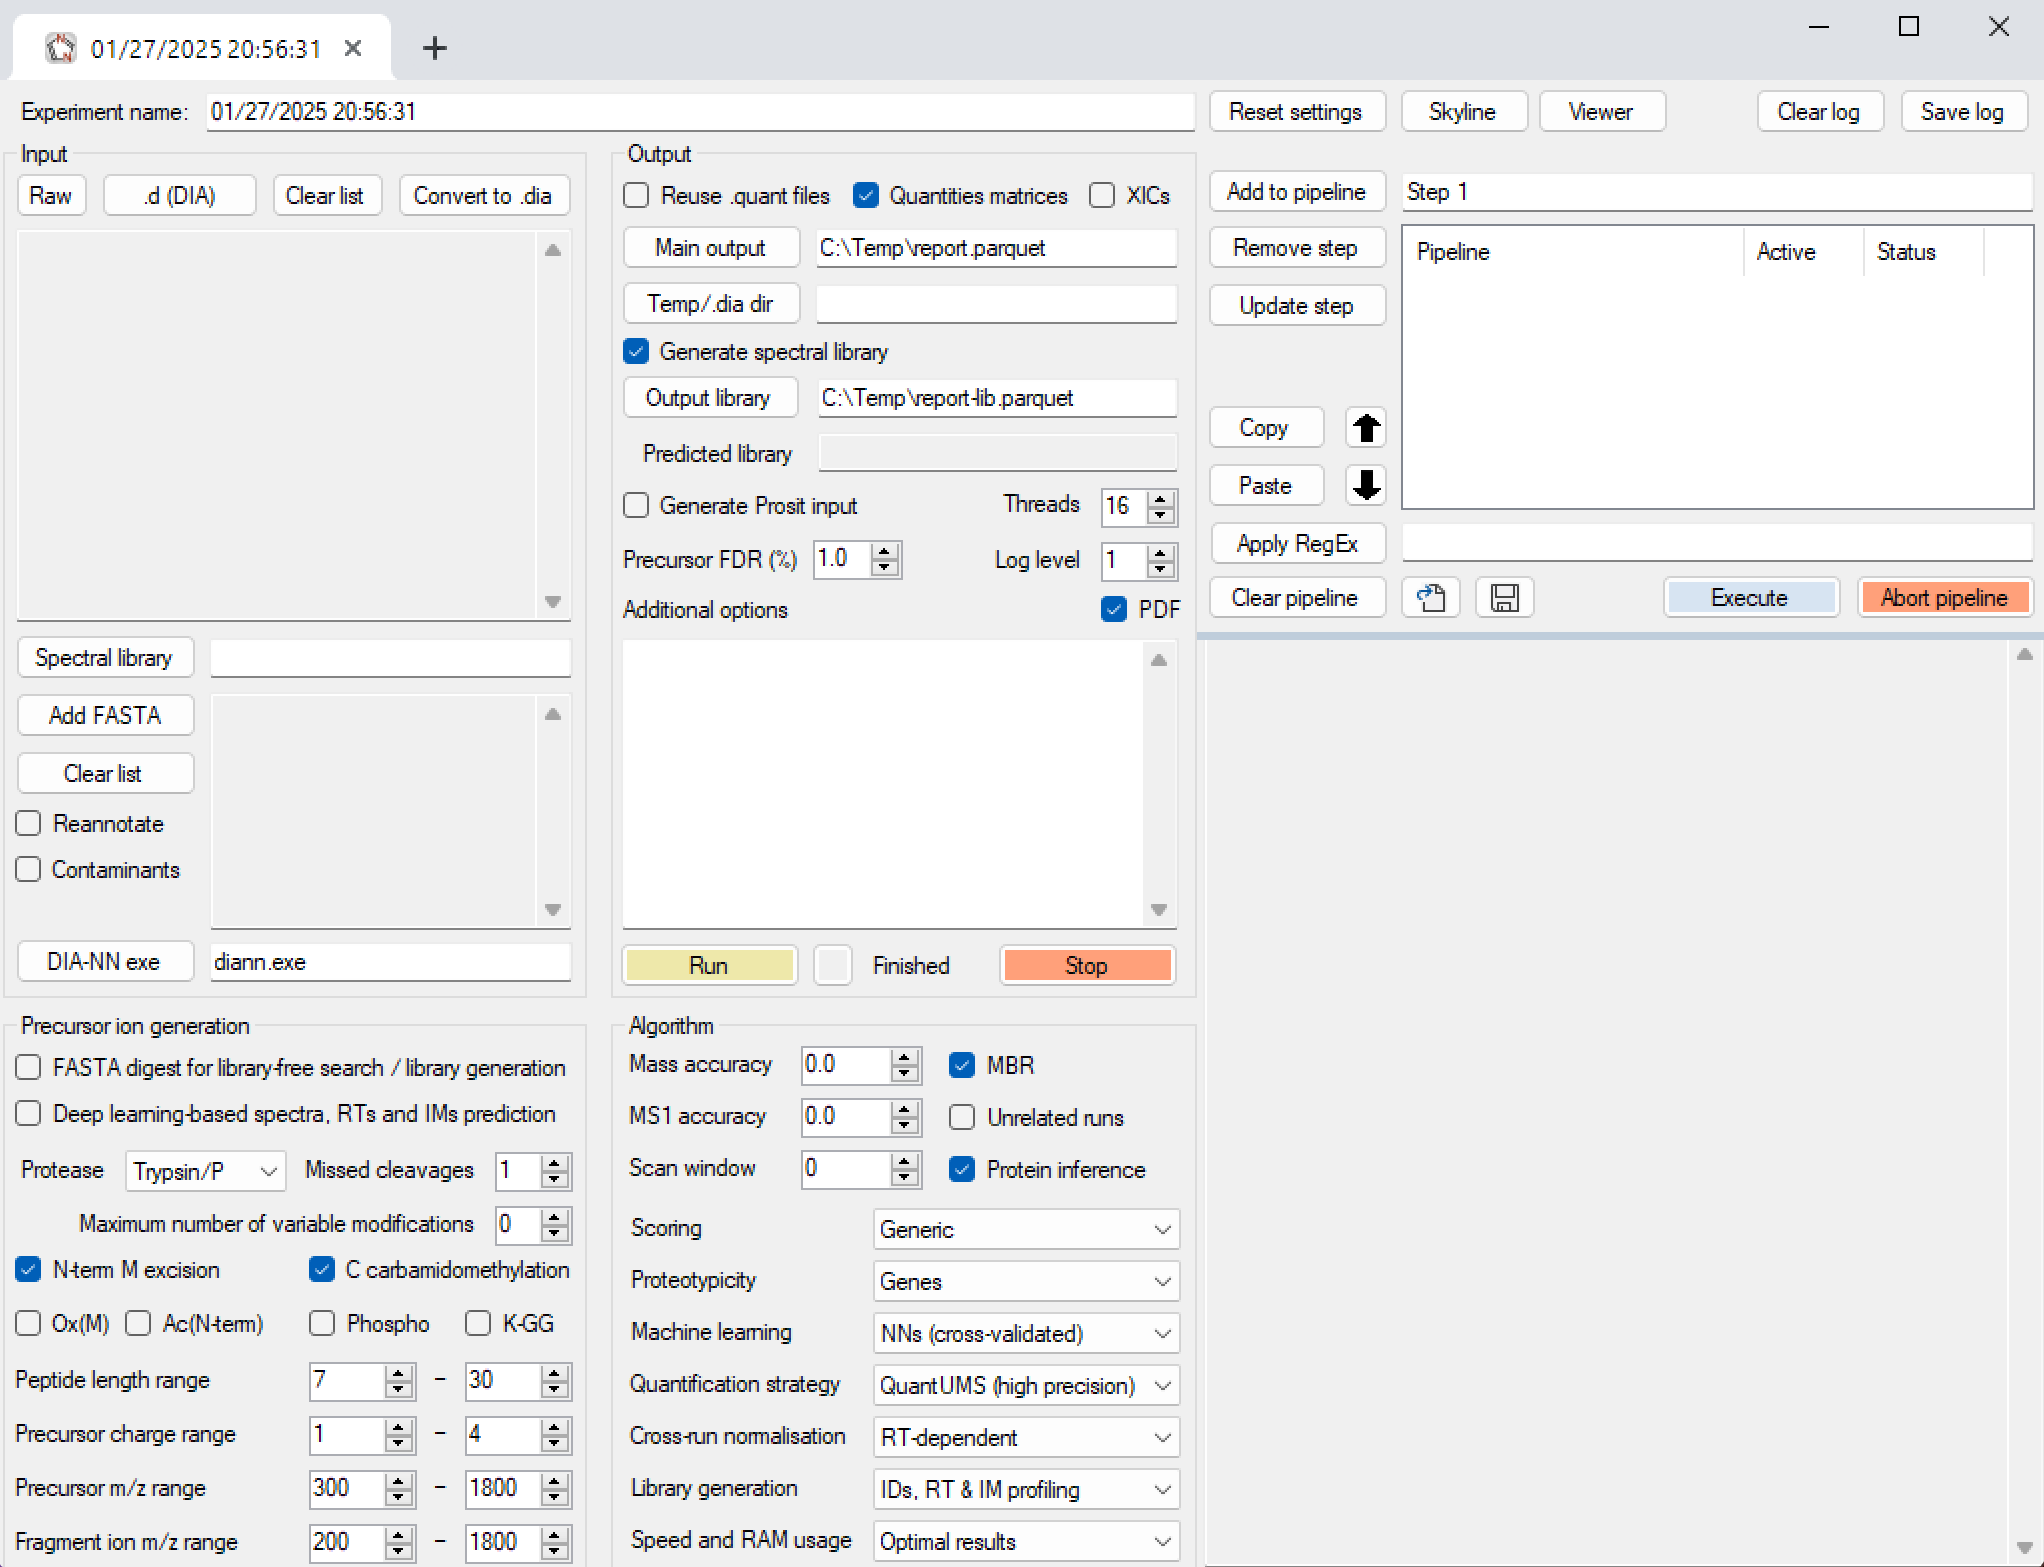 01/27/2025 20:56:31
Experiment name: 01/27/2025 20:56:31
Reset settings Skyline Viewer Clear log Save log
Input
Raw .d (DIA) Clear list Convert to .dia
Spectral library
Add FASTA
Clear list
Reannotate
Contaminants
DIA-NN exe diann.exe
Output
Reuse .quant files Quantities matrices XICs
Main output C:\Temp\report.parquet
Temp/.dia dir
Generate spectral library
Output library C:\Temp\report-lib.parquet
Predicted library
Generate Prosit input Threads 16
Precursor FDR (%) 1.0 Log level 1
Additional options PDF
Run Finished Stop
Add to pipeline Step 1
Remove step
Update step
Pipeline Active Status
Copy
Paste
Apply RegEx
Clear pipeline Execute Abort pipeline
Precursor ion generation
FASTA digest for library-free search / library generation
Deep learning-based spectra, RTs and IMs prediction
Protease Trypsin/P Missed cleavages 1
Maximum number of variable modifications 0
N-term M excision C carbamidomethylation
Ox(M) Ac(N-term) Phospho K-GG
Peptide length range 7 - 30
Precursor charge range 1 - 4
Precursor m/z range 300 - 1800
Fragment ion m/z range 200 - 1800
Algorithm
Mass accuracy 0.0 MBR
MS1 accuracy 0.0 Unrelated runs
Scan window 0 Protein inference
Scoring Generic
Proteotypicity Genes
Machine learning NNs (cross-validated)
Quantification strategy QuantUMS (high precision)
Cross-run normalisation RT-dependent
Library generation IDs, RT & IM profiling
Speed and RAM usage Optimal results